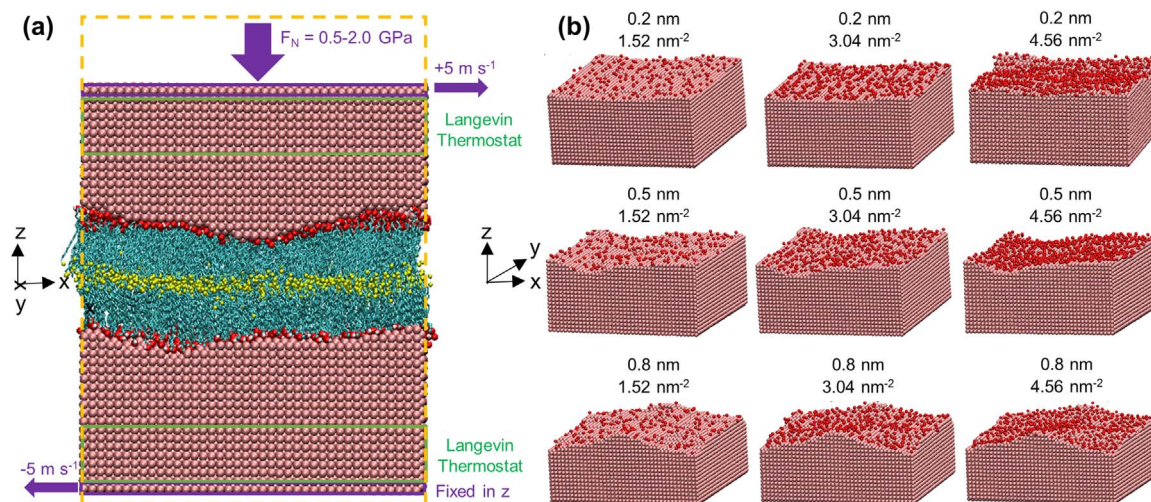 (a)
F_N = 0.5-2.0 GPa
+5 m s⁻¹
Langevin
Thermostat
z
x
y
x
Langevin
Thermostat
-5 m s⁻¹
Fixed in z
(b)
0.2 nm
1.52 nm⁻²
0.2 nm
3.04 nm⁻²
0.2 nm
4.56 nm⁻²
0.5 nm
1.52 nm⁻²
0.5 nm
3.04 nm⁻²
0.5 nm
4.56 nm⁻²
z
y
x
0.8 nm
1.52 nm⁻²
0.8 nm
3.04 nm⁻²
0.8 nm
4.56 nm⁻²